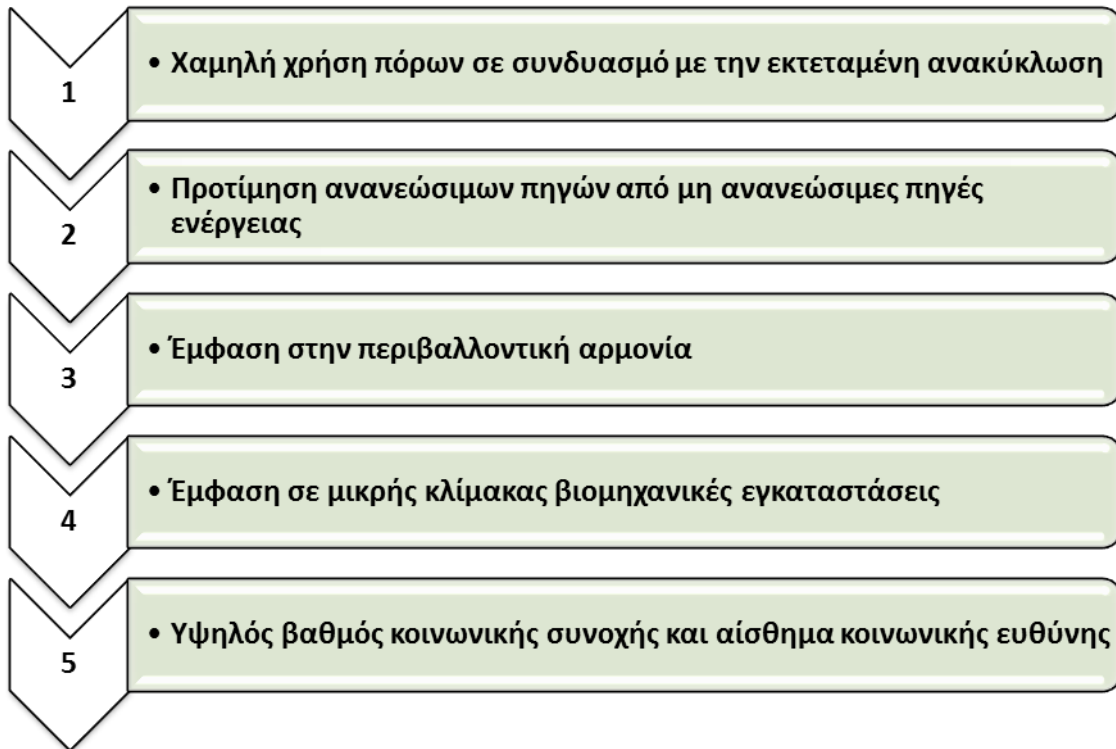 1
• Χαμηλή χρήση πόρων σε συνδυασμό με την εκτεταμένη ανακύκλωση
2
• Προτίμηση ανανεώσιμων πηγών από μη ανανεώσιμες πηγές
ενέργειας
3
• Έμφαση στην περιβαλλοντική αρμονία
4
• Έμφαση σε μικρής κλίμακας βιομηχανικές εγκαταστάσεις
5
• Υψηλός βαθμός κοινωνικής συνοχής και αίσθημα κοινωνικής ευθύνης